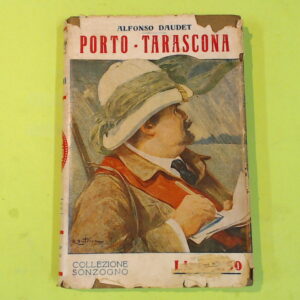 ALFONSO DAUDET
PORTO-TARASCONA
COLLEZIONE
SONZOGNO